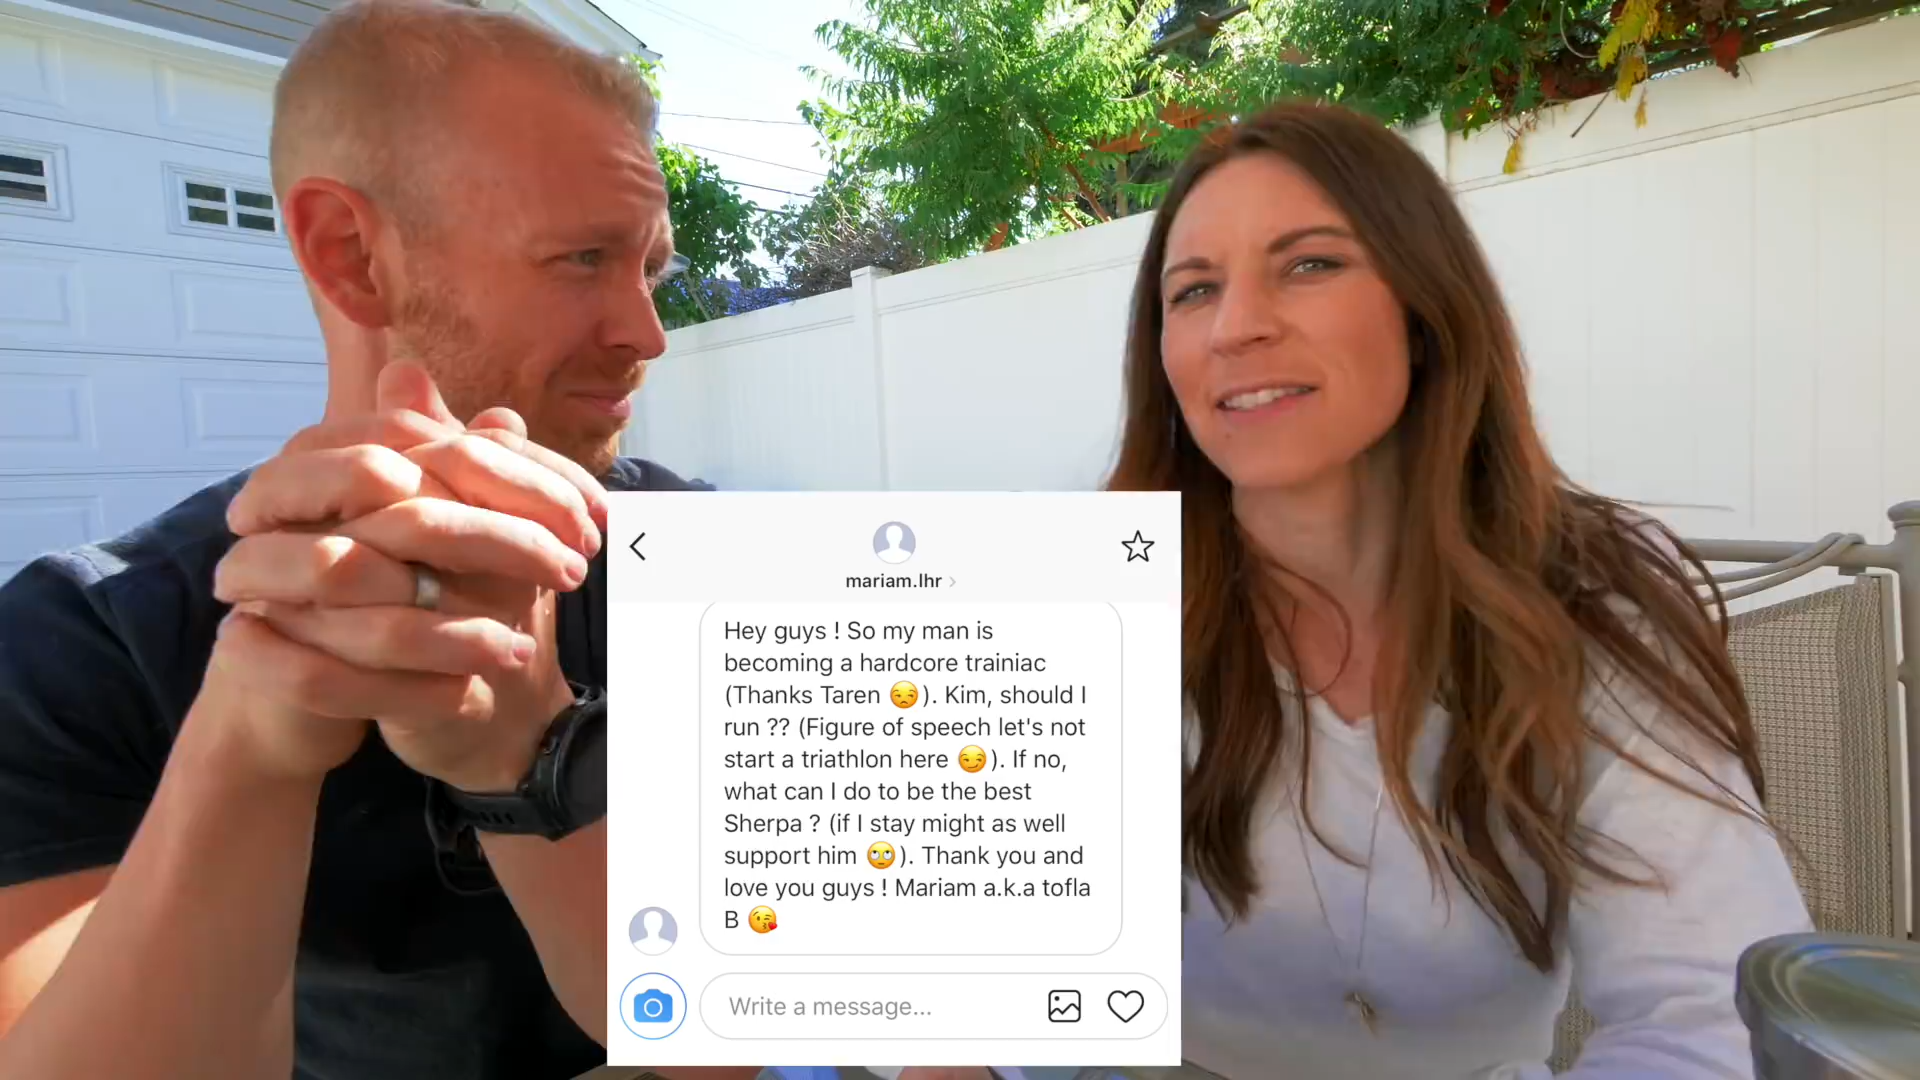 mariam.lhr
Hey guys ! So my man is
becoming a hardcore trainiac
(Thanks Taren 😒). Kim, should I
run ?? (Figure of speech let's not
start a triathlon here 😏). If no,
what can I do to be the best
Sherpa ? (if I stay might as well
support him 🙄). Thank you and
love you guys ! Mariam a.k.a tofla
B 😘
Write a message...